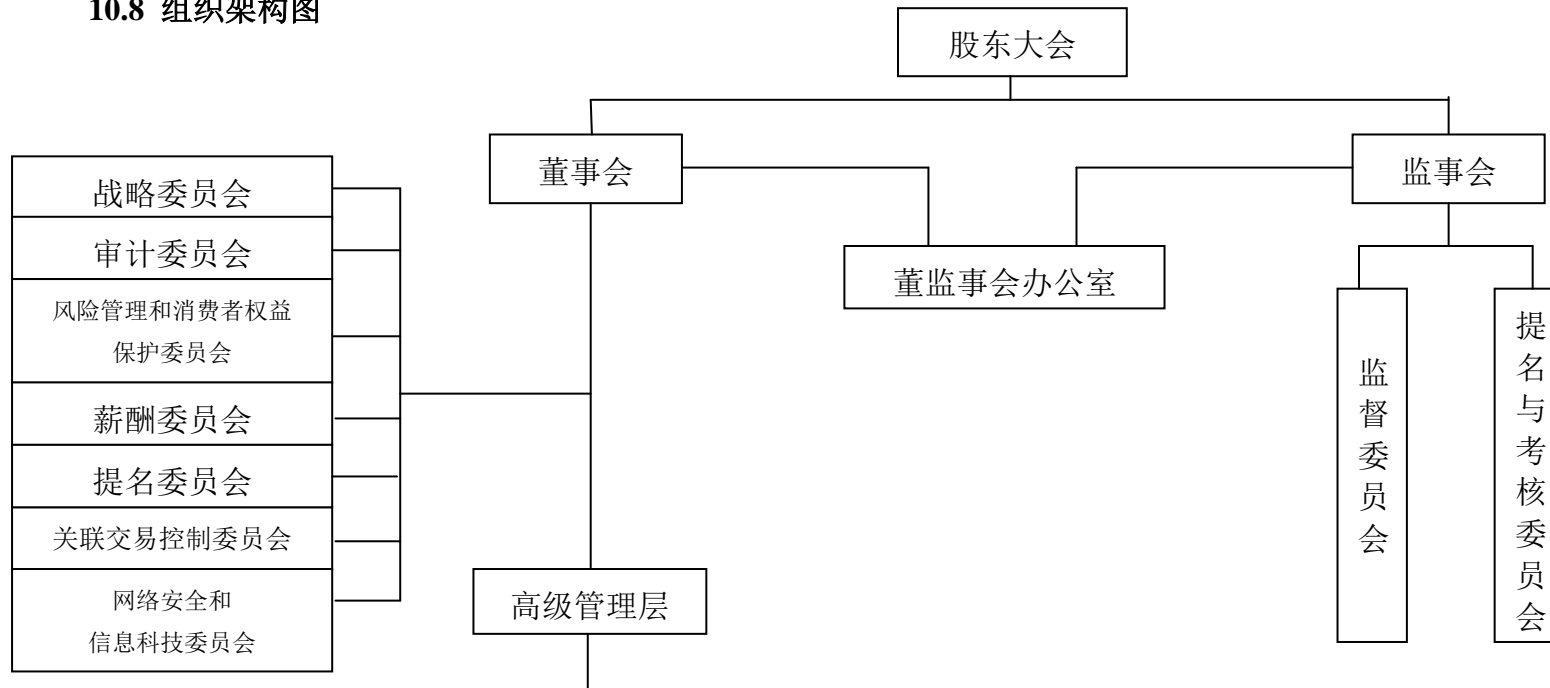 10.8 组织架构图
股东大会
董事会
监事会
战略委员会
审计委员会
风险管理和消费者权益
保护委员会
薪酬委员会
提名委员会
关联交易控制委员会
网络安全和
信息科技委员会
董监事会办公室
高级管理层
监督委员会
提名与考核委员会